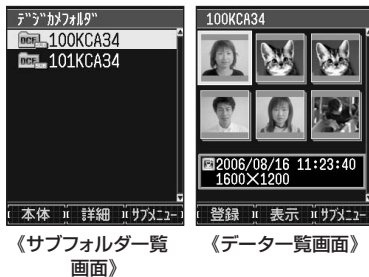 ﾃﾞｼﾞｶﾒﾌｫﾙﾀﾞ
DCF 100KCA34
DCF 101KCA34
本体 詳細 ｻﾌﾞﾒﾆｭｰ
《サブフォルダ一覧
画面》
100KCA34
2006/08/16 11:23:40
1600×1200
登録 表示 ｻﾌﾞﾒﾆｭｰ
《データ一覧画面》